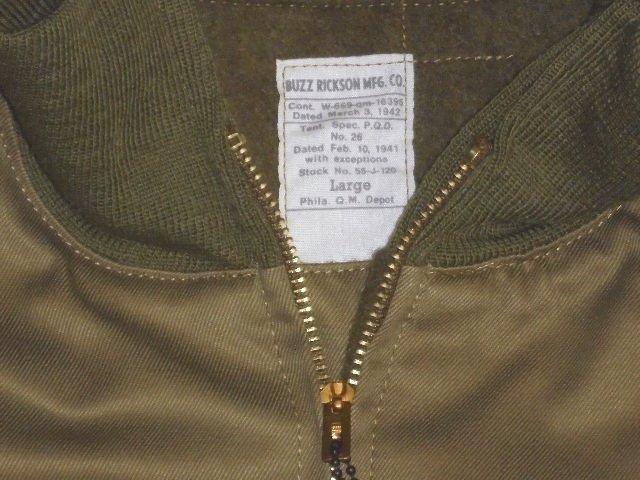 BUZZ RICKSON MFG. CO.
Cont. W-669-qm-16395
Dated March 3, 1942
Tent. Spec. P.Q.D.
No. 26
Dated Feb. 10, 1941
with exceptions
Stock No. 55-J-120
Large
Phila. Q.M. Depot